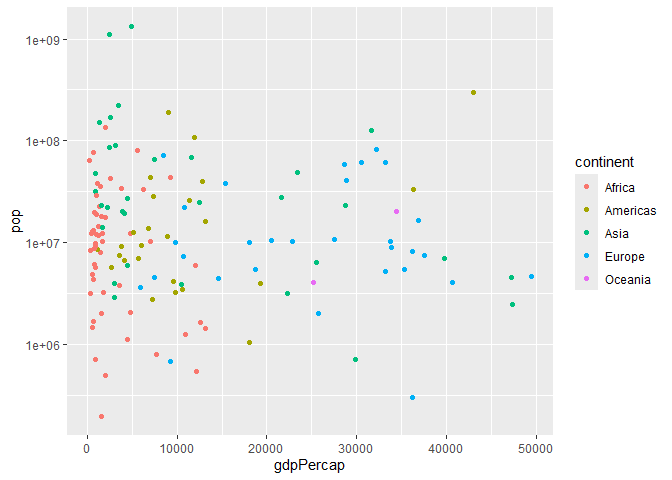 1e+09
1e+08
1e+07
1e+06
pop
0
10000
20000
30000
40000
50000
gdpPercap
continent
Africa
Americas
Asia
Europe
Oceania